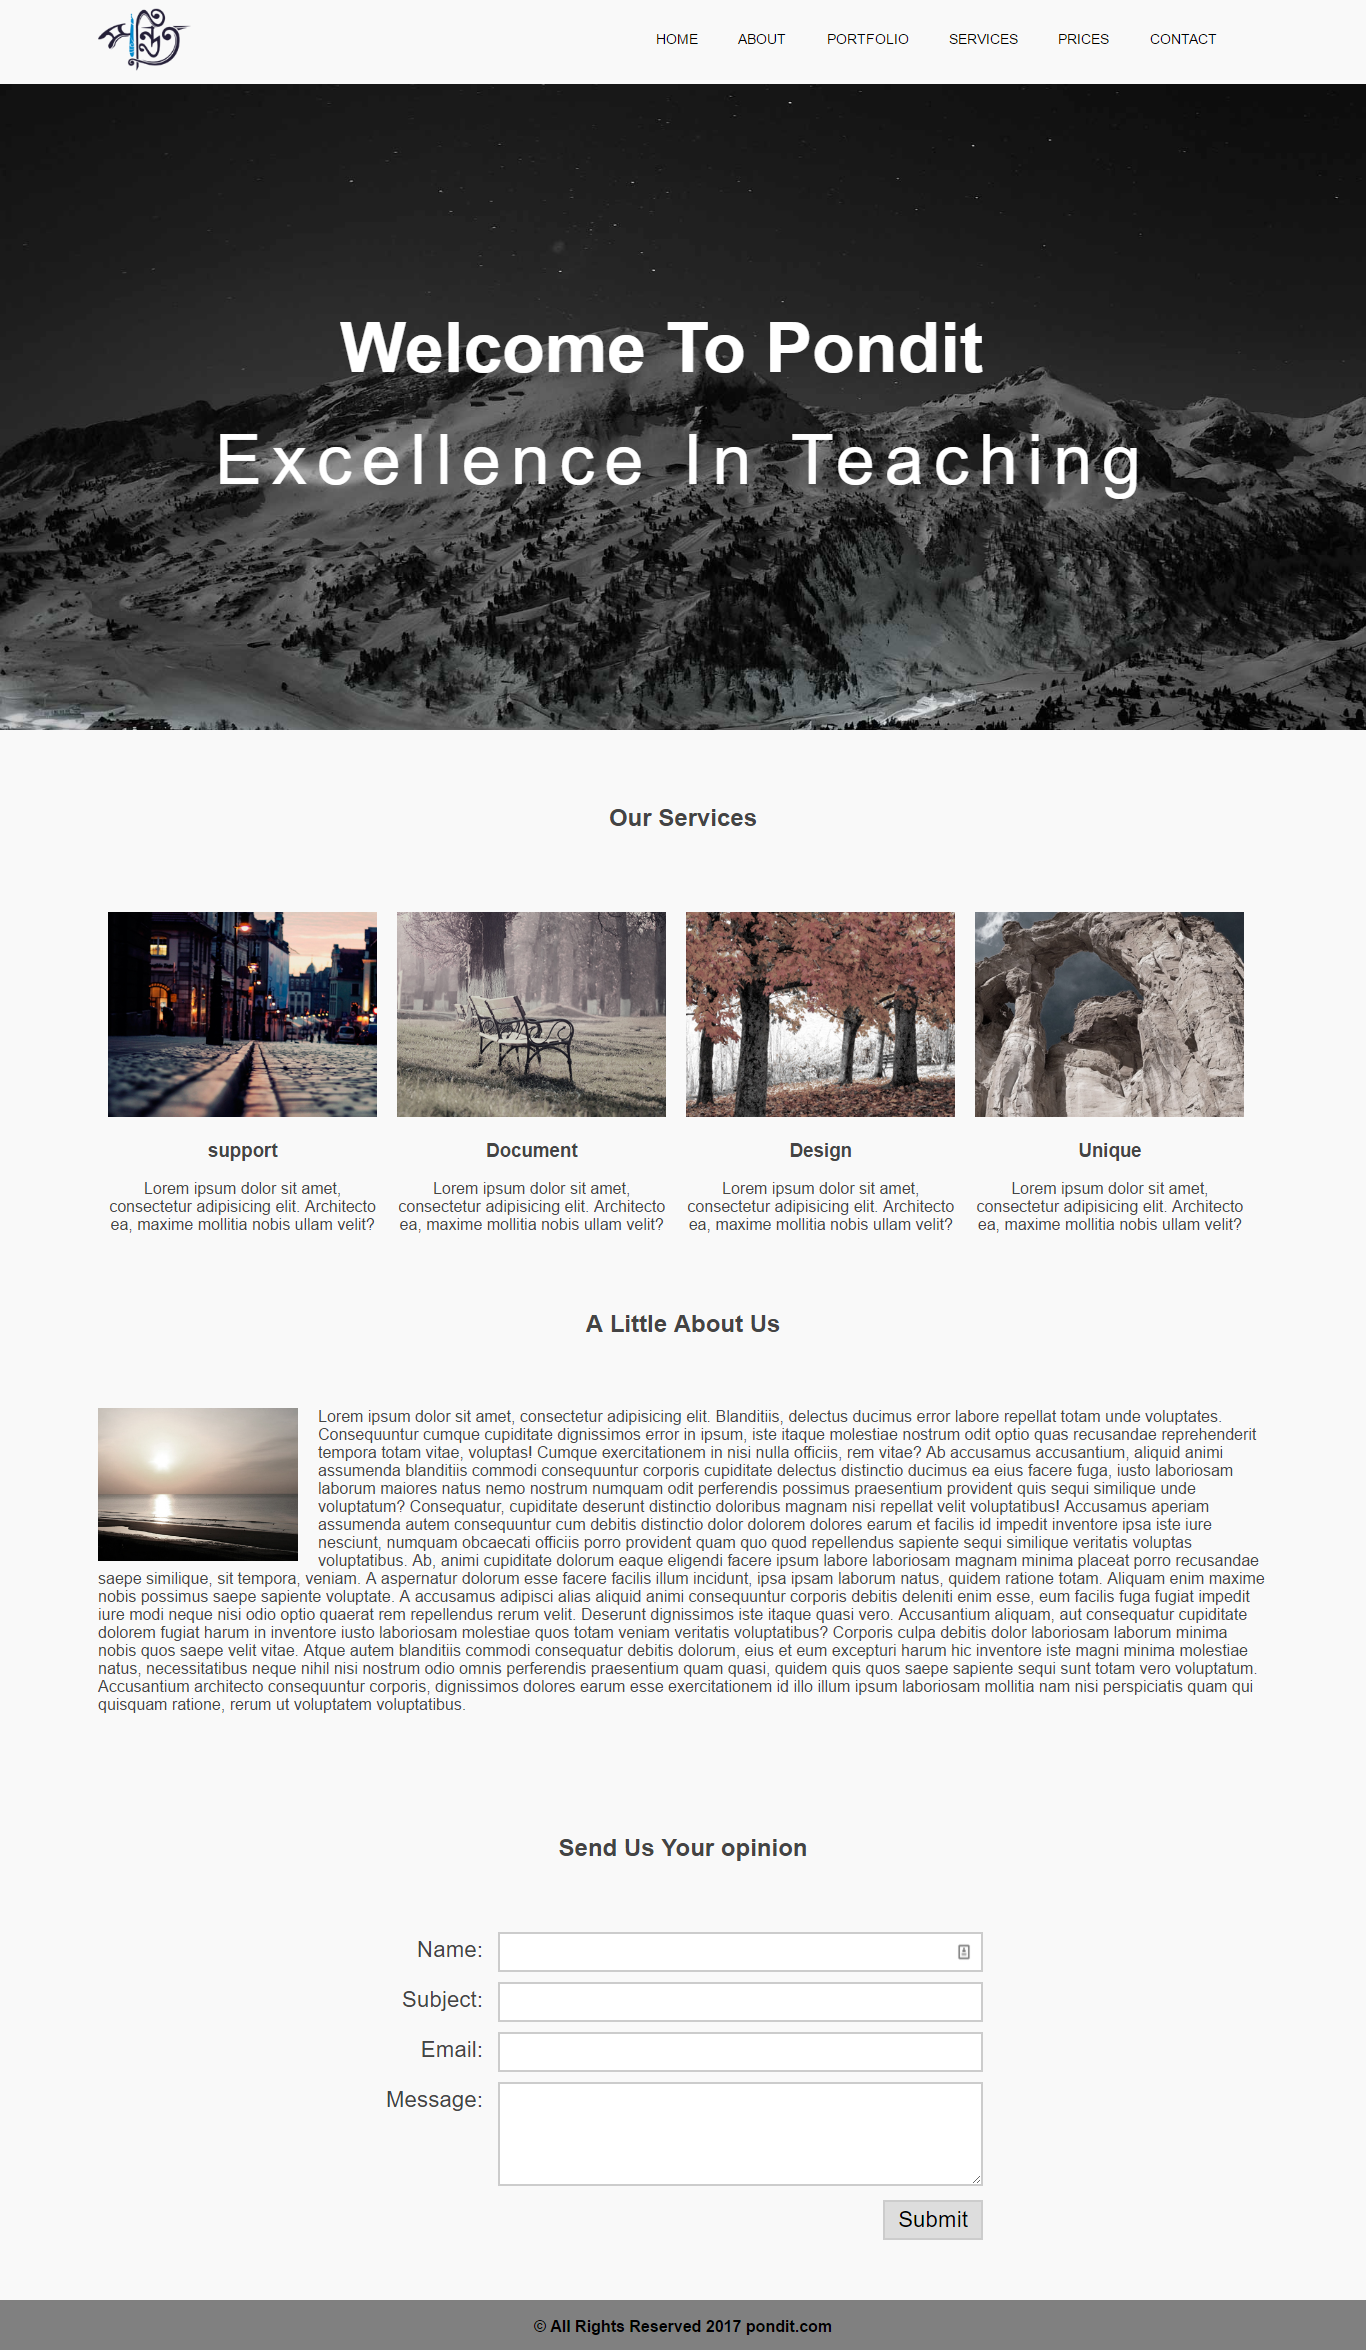 পন্ডিত
HOME ABOUT PORTFOLIO SERVICES PRICES CONTACT
Welcome To Pondit
Excellence In Teaching
Our Services
support
Lorem ipsum dolor sit amet,
consectetur adipisicing elit. Architecto
ea, maxime mollitia nobis ullam velit?
Document
Lorem ipsum dolor sit amet,
consectetur adipisicing elit. Architecto
ea, maxime mollitia nobis ullam velit?
Design
Lorem ipsum dolor sit amet,
consectetur adipisicing elit. Architecto
ea, maxime mollitia nobis ullam velit?
Unique
Lorem ipsum dolor sit amet,
consectetur adipisicing elit. Architecto
ea, maxime mollitia nobis ullam velit?
A Little About Us
Lorem ipsum dolor sit amet, consectetur adipisicing elit. Blanditiis, delectus ducimus error labore repellat totam unde voluptates.
Consequuntur cumque cupiditate dignissimos error in ipsum, iste itaque molestiae nostrum odit optio quas recusandae reprehenderit
tempora totam vitae, voluptas! Cumque exercitationem in nisi nulla officiis, rem vitae? Ab accusamus accusantium, aliquid animi
assumenda blanditiis commodi consequuntur corporis cupiditate delectus distinctio ducimus ea eius facere fuga, iusto laboriosam
laborum maiores natus nemo nostrum numquam odit perferendis possimus praesentium provident quis sequi similique unde
voluptatum? Consequatur, cupiditate deserunt distinctio doloribus magnam nisi repellat velit voluptatibus! Accusamus aperiam
assumenda autem consequuntur cum debitis distinctio dolor dolorem dolores earum et facilis id impedit inventore ipsa iste iure
nesciunt, numquam obcaecati officiis porro provident quam quo quod repellendus sapiente sequi similique veritatis voluptas
voluptatibus. Ab, animi cupiditate dolorum eaque eligendi facere ipsum labore laboriosam magnam minima placeat porro recusandae
saepe similique, sit tempora, veniam. A aspernatur dolorum esse facere facilis illum incidunt, ipsa ipsam laborum natus, quidem ratione totam. Aliquam enim maxime
nobis possimus saepe sapiente voluptate. A accusamus adipisci alias aliquid animi consequuntur corporis debitis deleniti enim esse, eum facilis fuga fugiat impedit
iure modi neque nisi odio optio quaerat rem repellendus rerum velit. Deserunt dignissimos iste itaque quasi vero. Accusantium aliquam, aut consequatur cupiditate
dolorem fugiat harum in inventore iusto laboriosam molestiae quos totam veniam veritatis voluptatibus? Corporis culpa debitis dolor laboriosam laborum minima
nobis quos saepe velit vitae. Atque autem blanditiis commodi consequatur debitis dolorum, eius et eum excepturi harum hic inventore iste magni minima molestiae
natus, necessitatibus neque nihil nisi nostrum odio omnis perferendis praesentium quam quasi, quidem quis quos saepe sapiente sequi sunt totam vero voluptatum.
Accusantium architecto consequuntur corporis, dignissimos dolores earum esse exercitationem id illo illum ipsum laboriosam mollitia nam nisi perspiciatis quam qui
quisquam ratione, rerum ut voluptatem voluptatibus.
Send Us Your opinion
Name:
Subject:
Email:
Message:
Submit
© All Rights Reserved 2017 pondit.com